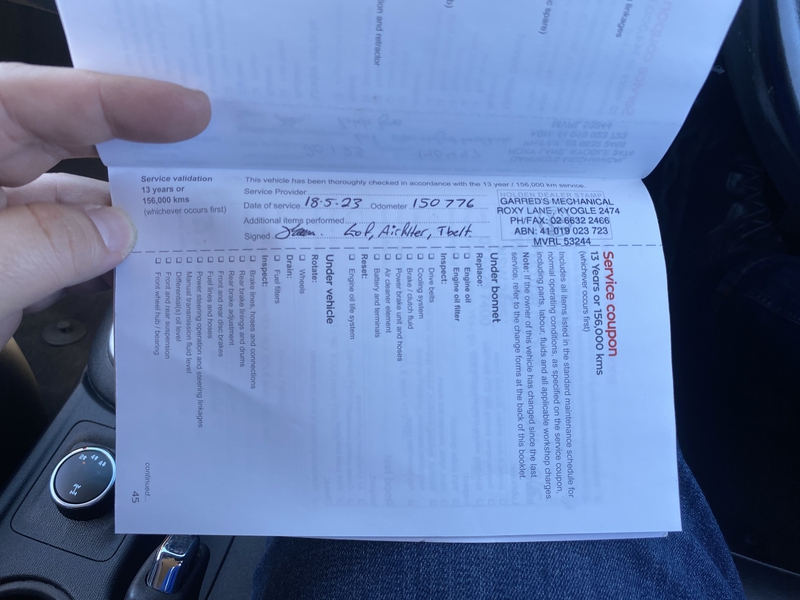 Service validation
13 years or
156,000 kms
(whichever occurs first)
This vehicle has been thoroughly checked in accordance with the 13 year / 156,000 km service.
Service Provider
Date of service 18.5.23 Odometer 150 776
Additional items performed
Signed
Lof, Airfilter, Tbelt
HOLDEN DEALER STAMP
GARRED'S MECHANICAL
ROXY LANE, KYOGLE 2474
PH/FAX: 02 6632 2466
ABN: 41 019 023 723
MVRL 53244
Service coupon
13 Years or 156,000 kms
(whichever occurs first)
Includes all items listed in the standard maintenance schedule for
normal operating conditions, as specified on the service coupon,
including parts, labour, fluids and all applicable workshop charges.
Note: If the owner of this vehicle has changed since the last
service, refer to the change forms at the back of this booklet.
Under bonnet
Replace:
Engine oil
Engine oil filter
Inspect:
Drive belts
Cooling system
Brake / clutch fluid
Power brake unit and hoses
Air cleaner element
Battery and terminals
Reset:
Engine oil life system
Under vehicle
Rotate:
Wheels
Drain:
Fuel filters
Inspect:
Brake lines, hoses and connections
Rear brake linings and drums
Rear brake adjustment
Front and rear disc brakes
Fuel lines and hoses
Power steering operation and steering linkages
Manual transmission fluid level
Differential(s) oil level
Front and rear suspension
Front wheel hub / bearing
continued...
45